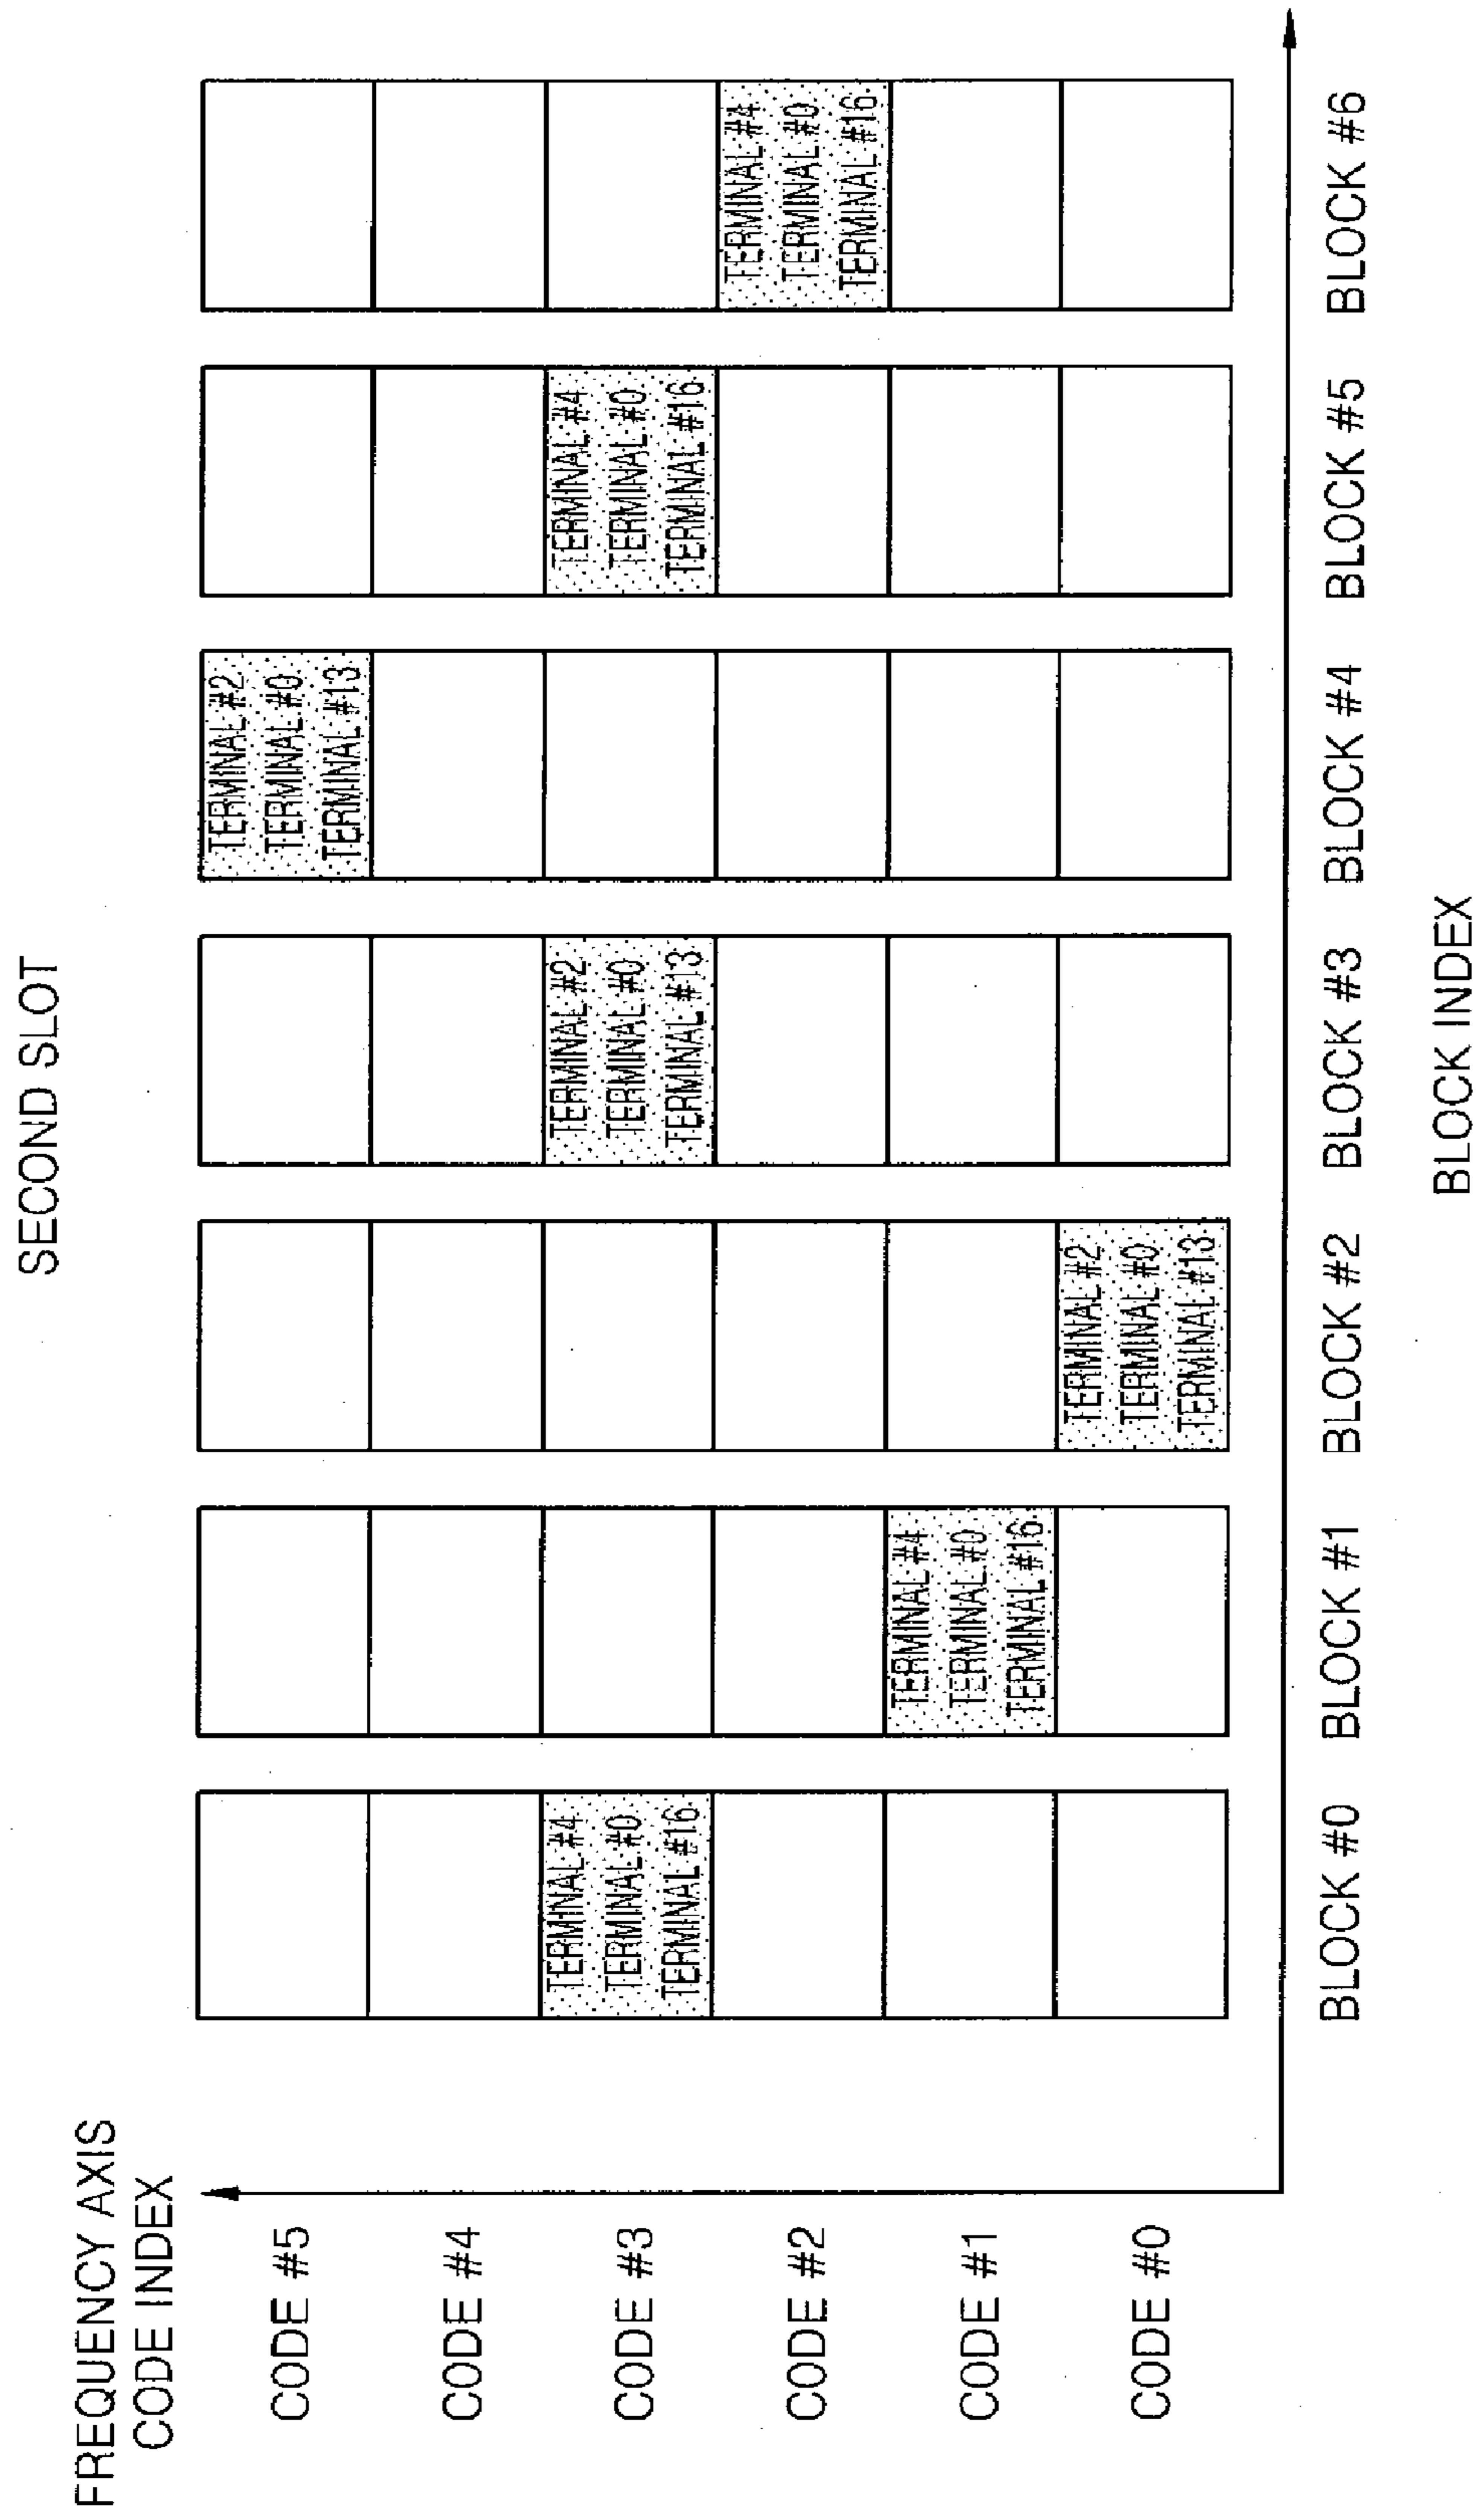 SECOND SLOT
FREQUENCY AXIS
CODE INDEX
CODE #5
TERMINAL #2
TERMINAL #0
TERMINAL #13
CODE #4
CODE #3
TERMINAL #4
TERMINAL #0
TERMINAL #16
TERMINAL #2
TERMINAL #0
TERMINAL #13
TERMINAL #4
TERMINAL #0
TERMINAL #16
CODE #2
TERMINAL #4
TERMINAL #0
TERMINAL #16
CODE #1
TERMINAL #4
TERMINAL #0
TERMINAL #16
CODE #0
TERMINAL #2
TERMINAL #0
TERMINAL #13
BLOCK #0
BLOCK #1
BLOCK #2
BLOCK #3
BLOCK #4
BLOCK #5
BLOCK #6
BLOCK INDEX